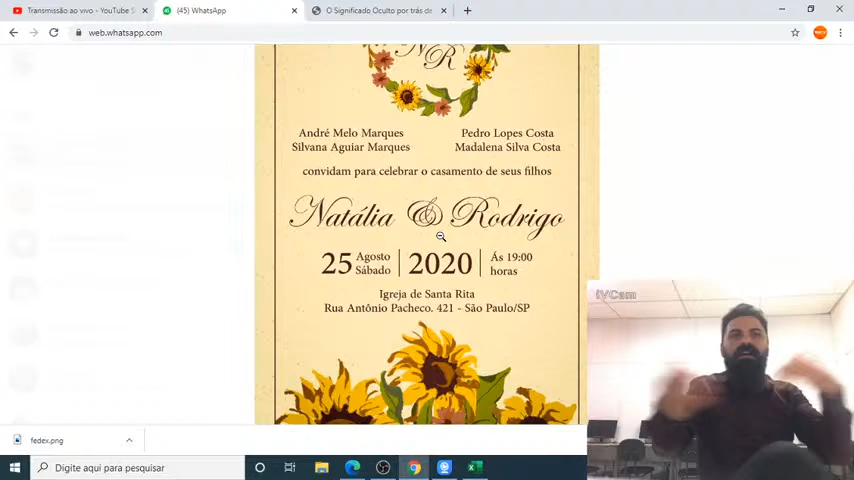 Transmissão ao vivo - YouTube S
(45) WhatsApp
O Significado Oculto por trás de
web.whatsapp.com
NR
André Melo Marques
Silvana Aguiar Marques
Pedro Lopes Costa
Madalena Silva Costa
convidam para celebrar o casamento de seus filhos
Natália & Rodrigo
25 Agosto Sábado
2020
Ás 19:00
horas
Igreja de Santa Rita
Rua Antônio Pacheco. 421 - São Paulo/SP
iVCam
fedex.png
Digite aqui para pesquisar